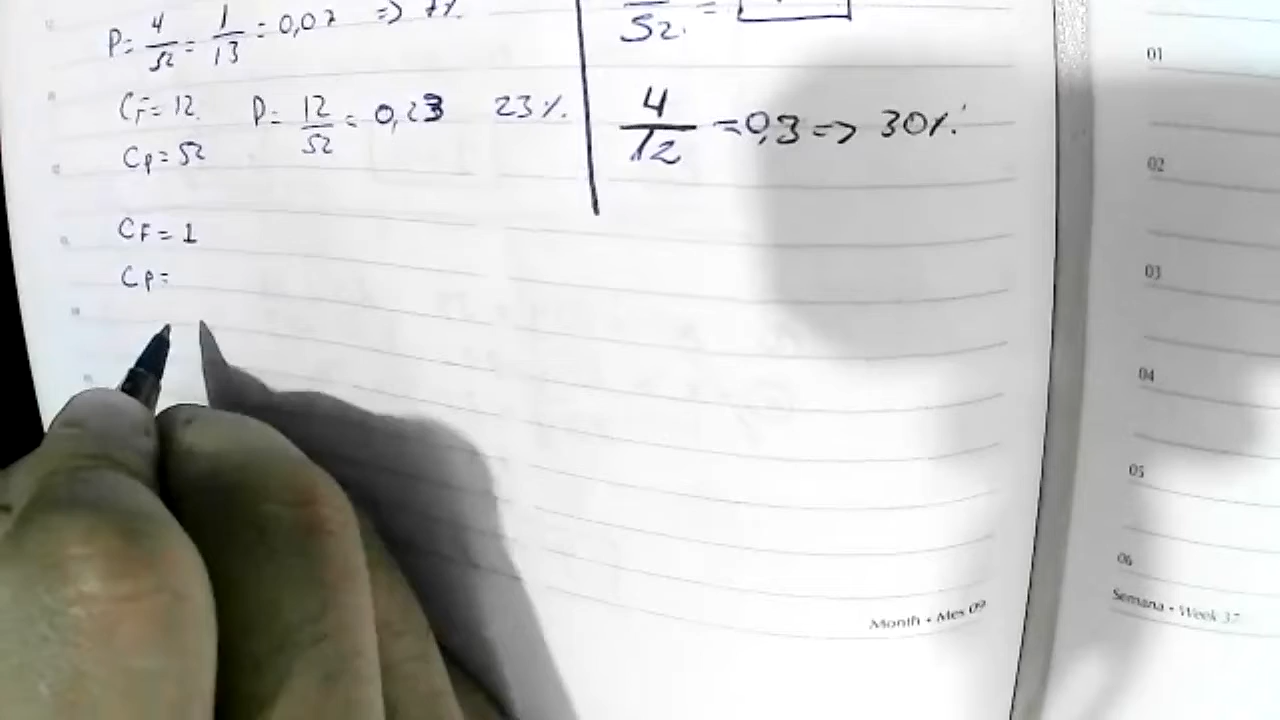 P = 4/52 = 1/13 = 0,07 => 7%
CF = 12 P = 12/52 = 0,23 23%
CP = 52
CF = 1
CP =
52. =
4/12 = 0,3 => 30%
Month • Mes 09
01
02
03
04
05
06
Semana • Week 37